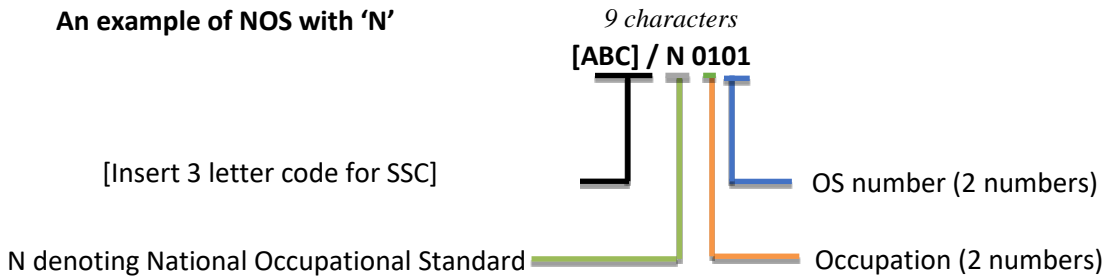 An example of NOS with ‘N’
9 characters
[ABC] / N 0101
[Insert 3 letter code for SSC]
OS number (2 numbers)
N denoting National Occupational Standard
Occupation (2 numbers)